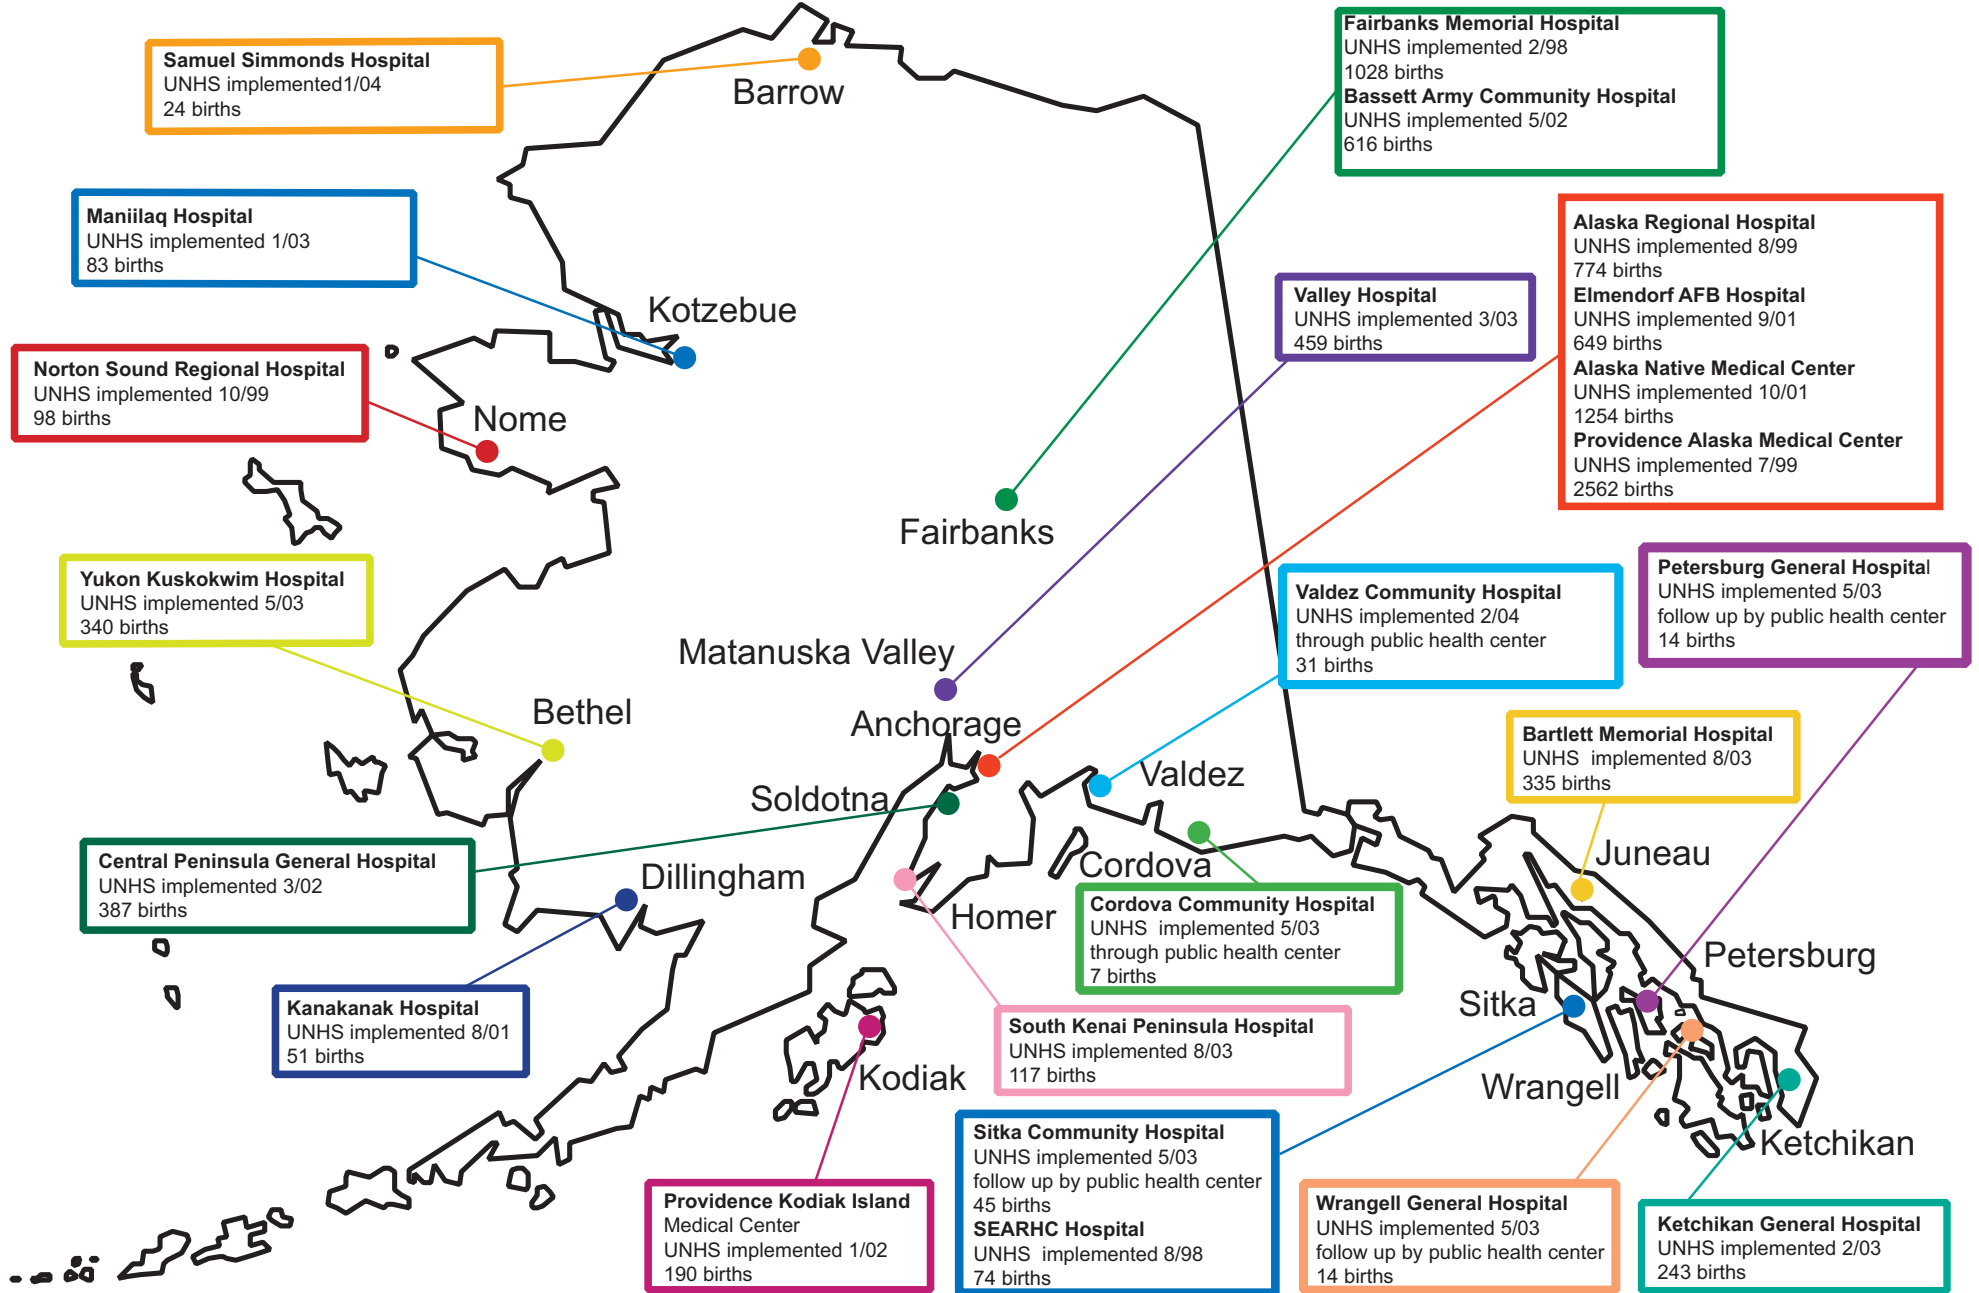 Samuel Simmonds Hospital
UNHS implemented1/04
24 births
Barrow
Fairbanks Memorial Hospital
UNHS implemented 2/98
1028 births
Bassett Army Community Hospital
UNHS implemented 5/02
616 births
Maniilaq Hospital
UNHS implemented 1/03
83 births
Kotzebue
Alaska Regional Hospital
UNHS implemented 8/99
774 births
Elmendorf AFB Hospital
UNHS implemented 9/01
649 births
Alaska Native Medical Center
UNHS implemented 10/01
1254 births
Providence Alaska Medical Center
UNHS implemented 7/99
2562 births
Valley Hospital
UNHS implemented 3/03
459 births
Norton Sound Regional Hospital
UNHS implemented 10/99
98 births
Nome
Fairbanks
Yukon Kuskokwim Hospital
UNHS implemented 5/03
340 births
Matanuska Valley
Valdez Community Hospital
UNHS implemented 2/04
through public health center
31 births
Petersburg General Hospital
UNHS implemented 5/03
follow up by public health center
14 births
Bethel
Anchorage
Bartlett Memorial Hospital
UNHS  implemented 8/03
335 births
Soldotna
Valdez
Central Peninsula General Hospital
UNHS implemented 3/02
387 births
Dillingham
Cordova
Juneau
Homer
Cordova Community Hospital
UNHS  implemented 5/03
through public health center
7 births
Petersburg
Kanakanak Hospital
UNHS implemented 8/01
51 births
Sitka
South Kenai Peninsula Hospital
UNHS implemented 8/03
117 births
Kodiak
Wrangell
Ketchikan
Sitka Community Hospital
UNHS implemented 5/03
follow up by public health center
45 births
SEARHC Hospital
UNHS  implemented 8/98
74 births
Providence Kodiak Island
Medical Center
UNHS implemented 1/02
190 births
Wrangell General Hospital
UNHS implemented 5/03
follow up by public health center
14 births
Ketchikan General Hospital
UNHS implemented 2/03
243 births